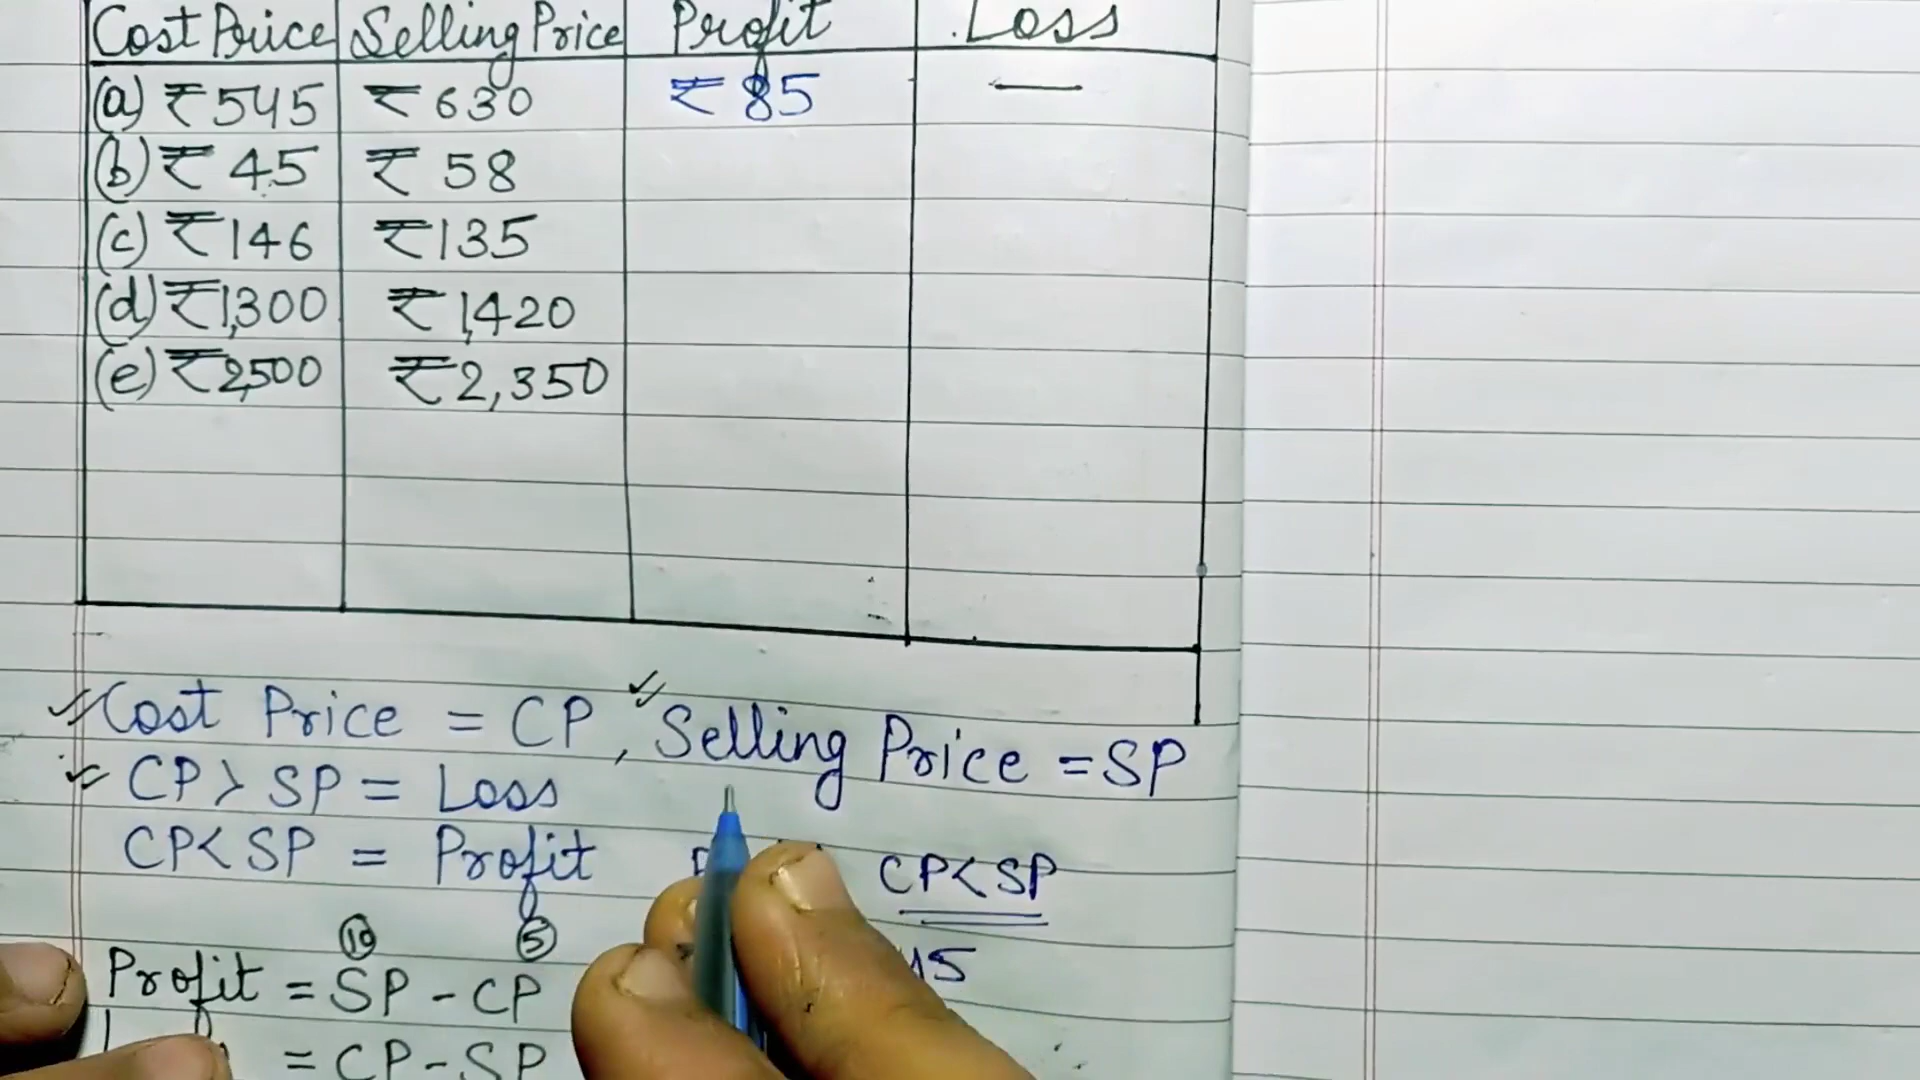 Cost Price Selling Price Profit Loss
(a) ₹545 ₹630 ₹85 —
(b) ₹45 ₹58
(c) ₹146 ₹135
(d) ₹1,300 ₹1,420
(e) ₹2,500 ₹2,350
Cost Price = CP, Selling Price = SP
CP > SP = Loss
CP < SP = Profit CP < SP
10 5
Profit = SP - CP
= CP - SP